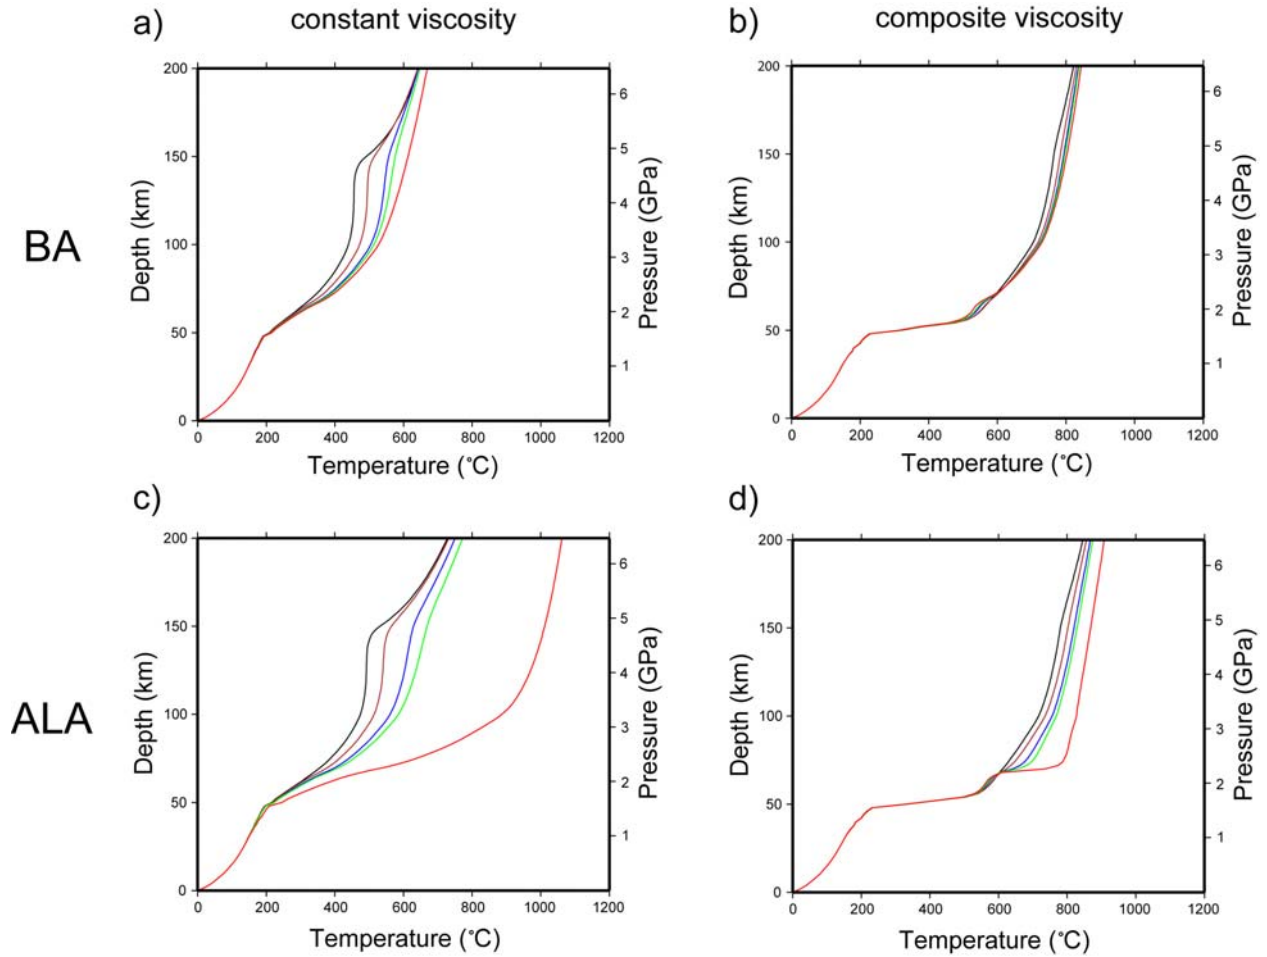 a) constant viscosity
b) composite viscosity
BA
200
150
100
50
0
Depth (km)
6
5
4
3
2
1
Pressure (GPa)
0 200 400 600 800 1000 1200
Temperature (°C)
200
150
100
50
0
Depth (km)
6
5
4
3
2
1
Pressure (GPa)
0 200 400 600 800 1000 1200
Temperature (°C)
ALA
c)
200
150
100
50
0
Depth (km)
6
5
4
3
2
1
Pressure (GPa)
0 200 400 600 800 1000 1200
Temperature (°C)
d)
200
150
100
50
0
Depth (km)
6
5
4
3
2
1
Pressure (GPa)
0 200 400 600 800 1000 1200
Temperature (°C)